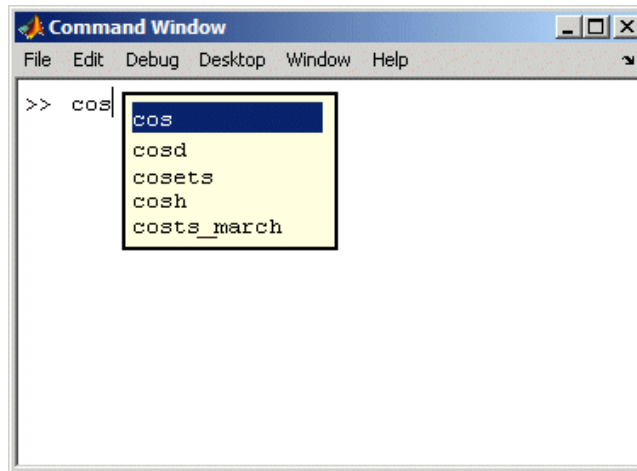 Command Window
File Edit Debug Desktop Window Help
>> cos
cos
cosd
cosets
cosh
costs_march